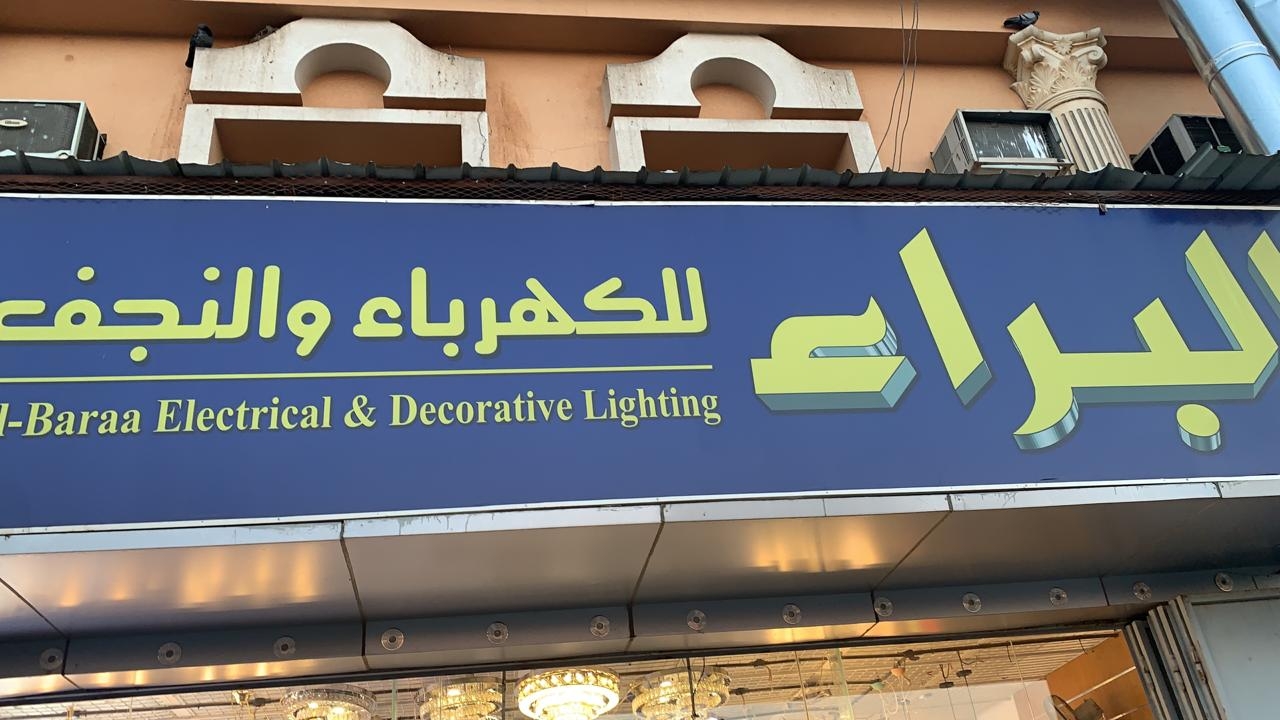 البراء
للكهرباء والنجف
l-Baraa Electrical & Decorative Lighting